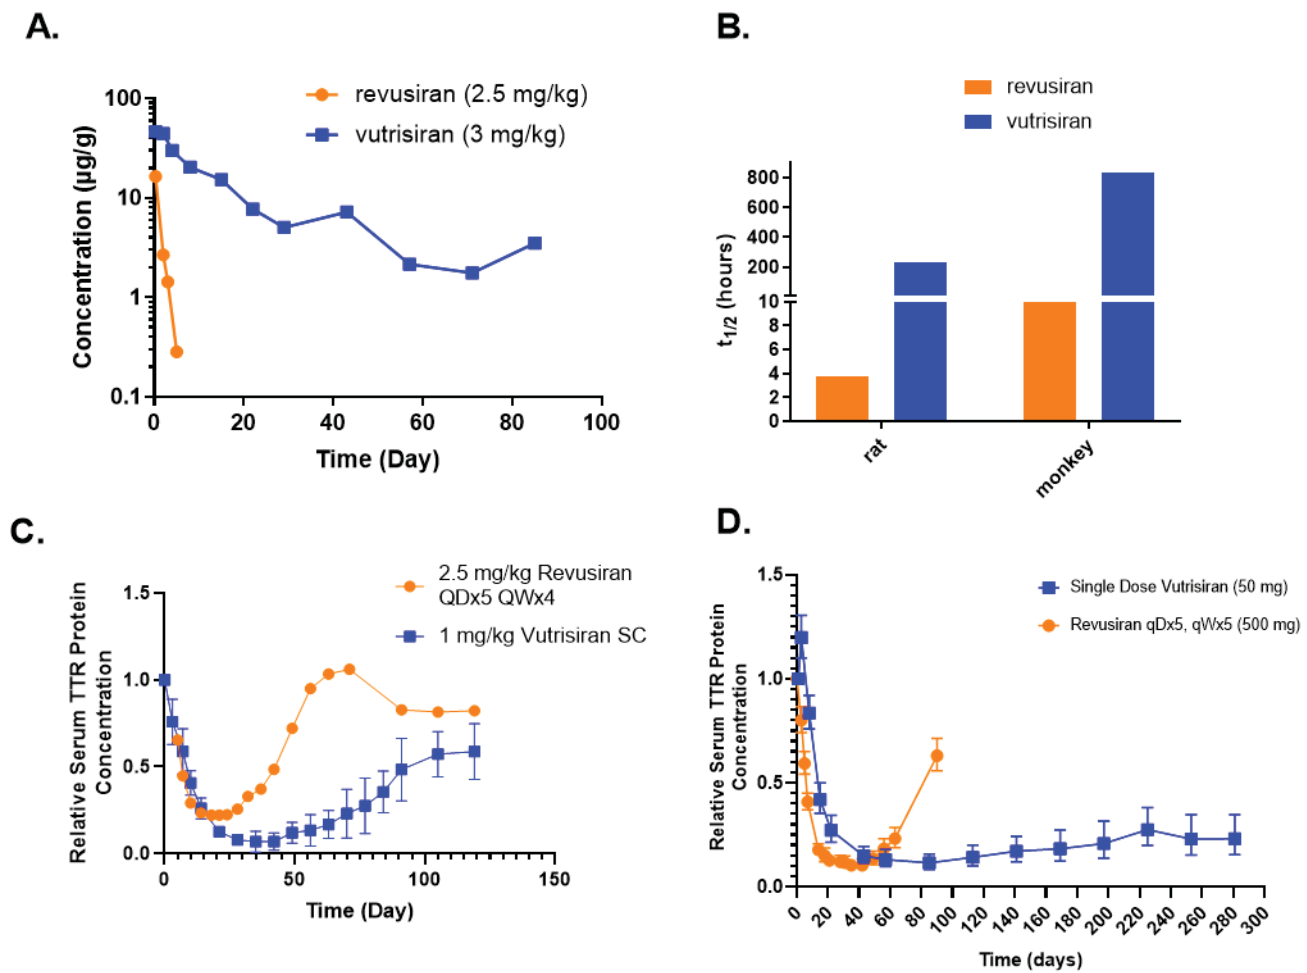 A.
revusiran (2.5 mg/kg)
vutrisiran (3 mg/kg)
Concentration (µg/g)
100
10
1
0.1
0 20 40 60 80 100
Time (Day)
B.
revusiran
vutrisiran
t1/2 (hours)
800
600
400
200
10
8
6
4
2
0
rat
monkey
C.
2.5 mg/kg Revusiran
QDx5 QWx4
1 mg/kg Vutrisiran SC
Relative Serum TTR Protein
Concentration
1.5
1.0
0.5
0.0
0 50 100 150
Time (Day)
D.
Single Dose Vutrisiran (50 mg)
Revusiran qDx5, qWx5 (500 mg)
Relative Serum TTR Protein
Concentration
1.5
1.0
0.5
0.0
0 20 40 60 80 100 120 140 160 180 200 220 240 260 280 300
Time (days)